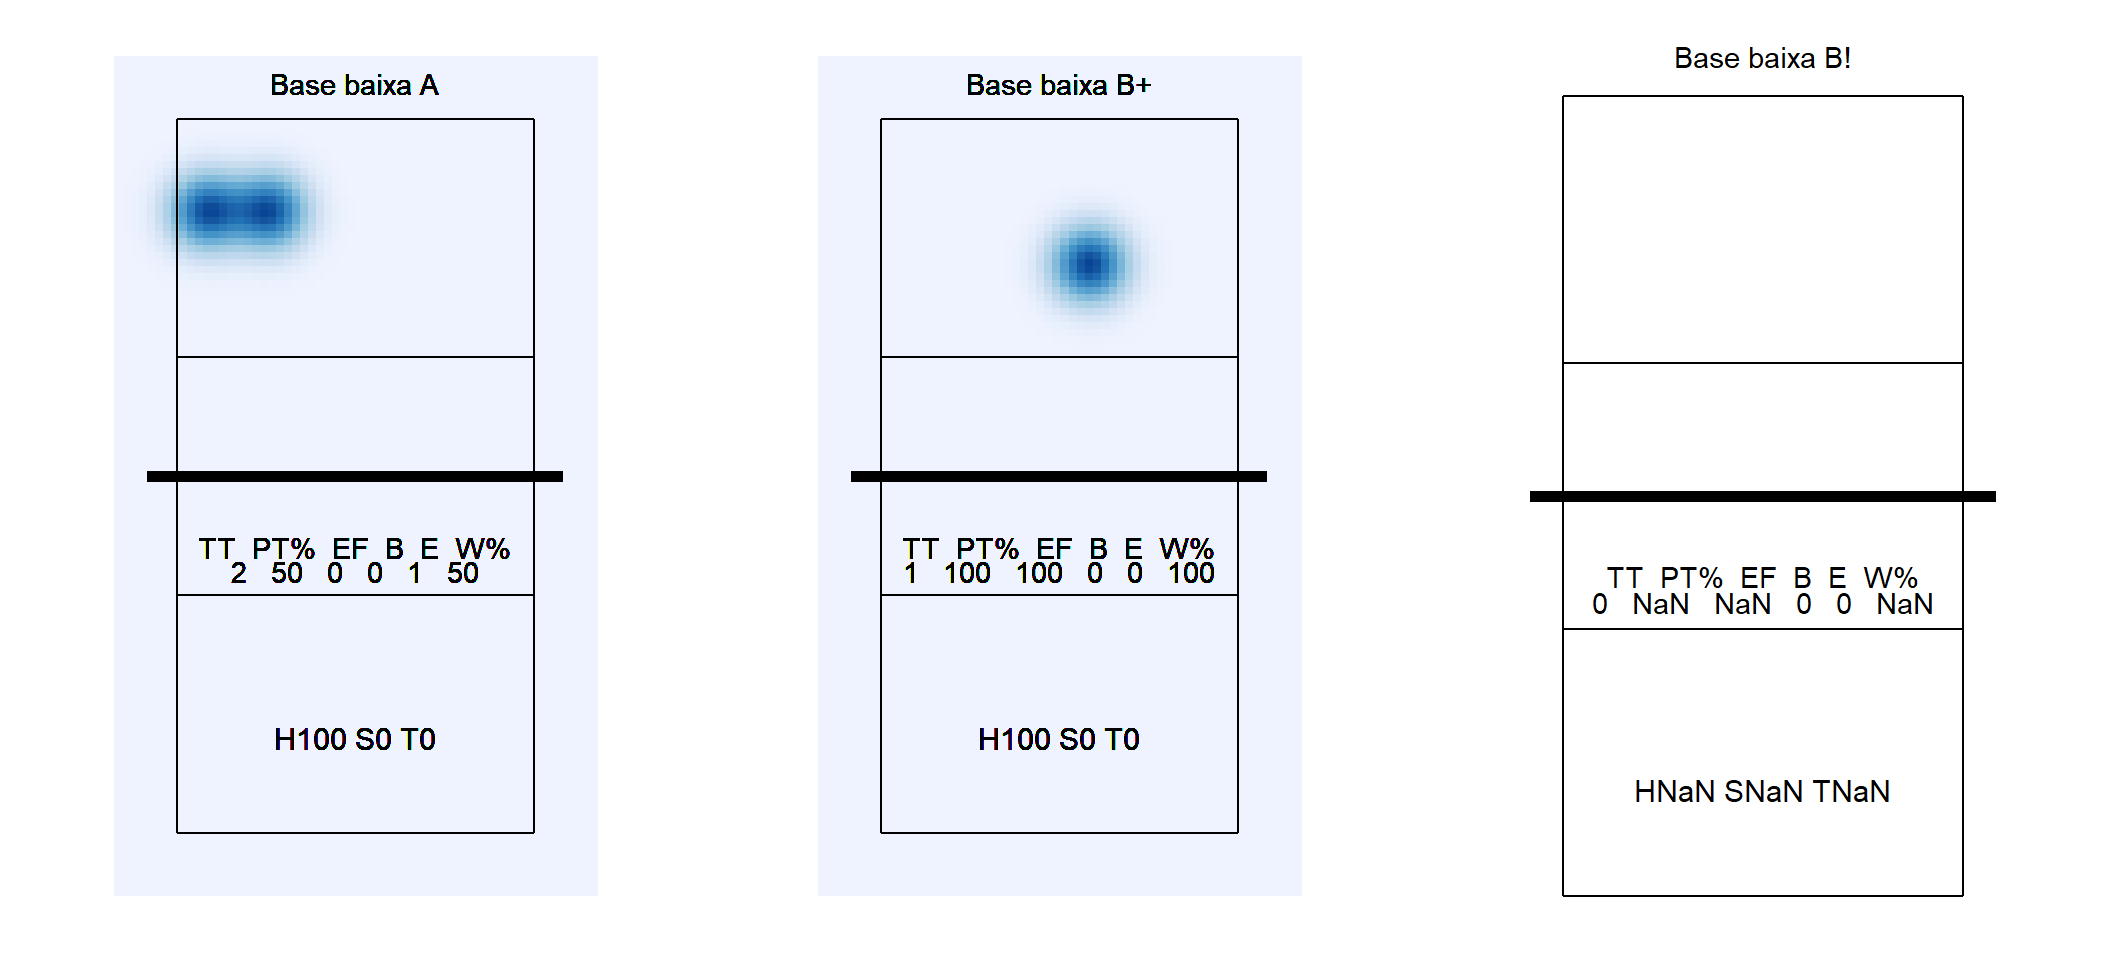 Base baixa A
TT PT% EF B E W%
2 50 0 0 1 50
H100 S0 T0
Base baixa B+
TT PT% EF B E W%
1 100 100 0 0 100
H100 S0 T0
Base baixa B!
TT PT% EF B E W%
0 NaN NaN 0 0 NaN
HNaN SNaN TNaN